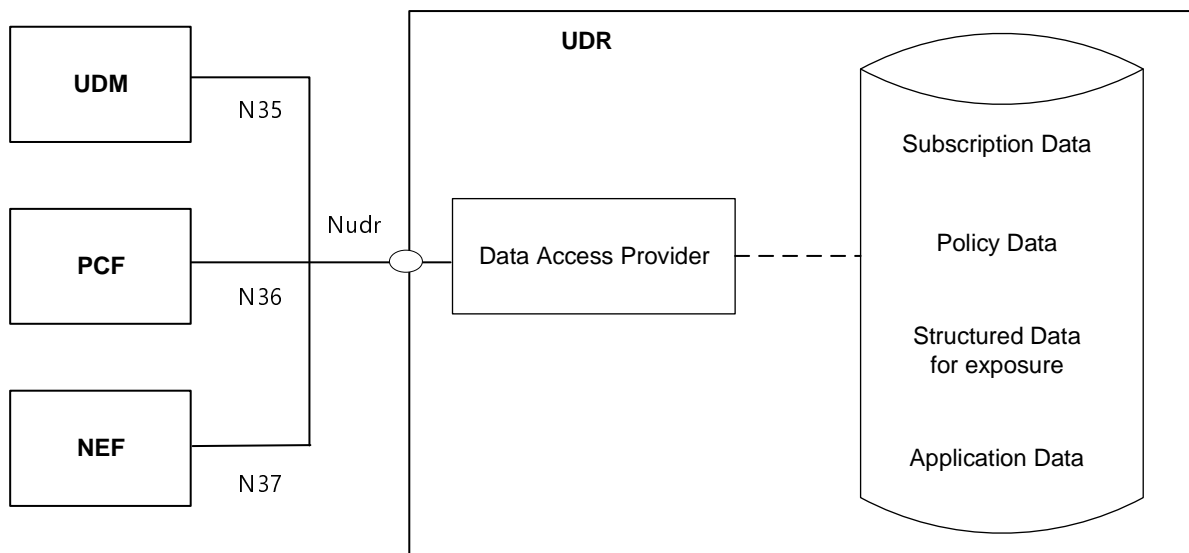 UDR
UDM
N35
Subscription Data
Nudr
PCF
Data Access Provider
Policy Data
N36
Structured Data
for exposure
NEF
Application Data
N37